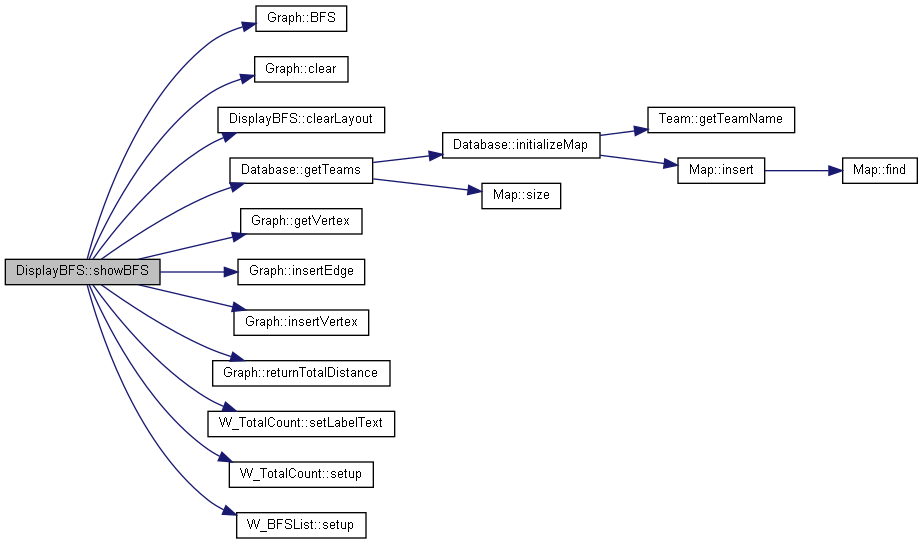 Graph::BFS
Graph::clear
DisplayBFS::clearLayout
Team::getTeamName
Database::initializeMap
Database::getTeams
Map::insert
Map::find
Map::size
Graph::getVertex
DisplayBFS::showBFS
Graph::insertEdge
Graph::insertVertex
Graph::returnTotalDistance
W_TotalCount::setLabelText
W_TotalCount::setup
W_BFSList::setup